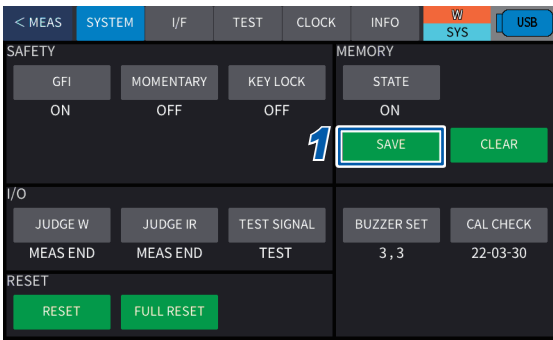 < MEAS SYSTEM I/F TEST CLOCK INFO W SYS USB
SAFETY
GFI MOMENTARY KEY LOCK
ON OFF OFF
MEMORY
STATE
ON
1 SAVE CLEAR
I/O
JUDGE W JUDGE IR TEST SIGNAL
MEAS END MEAS END TEST
BUZZER SET CAL CHECK
3 , 3 22-03-30
RESET
RESET FULL RESET